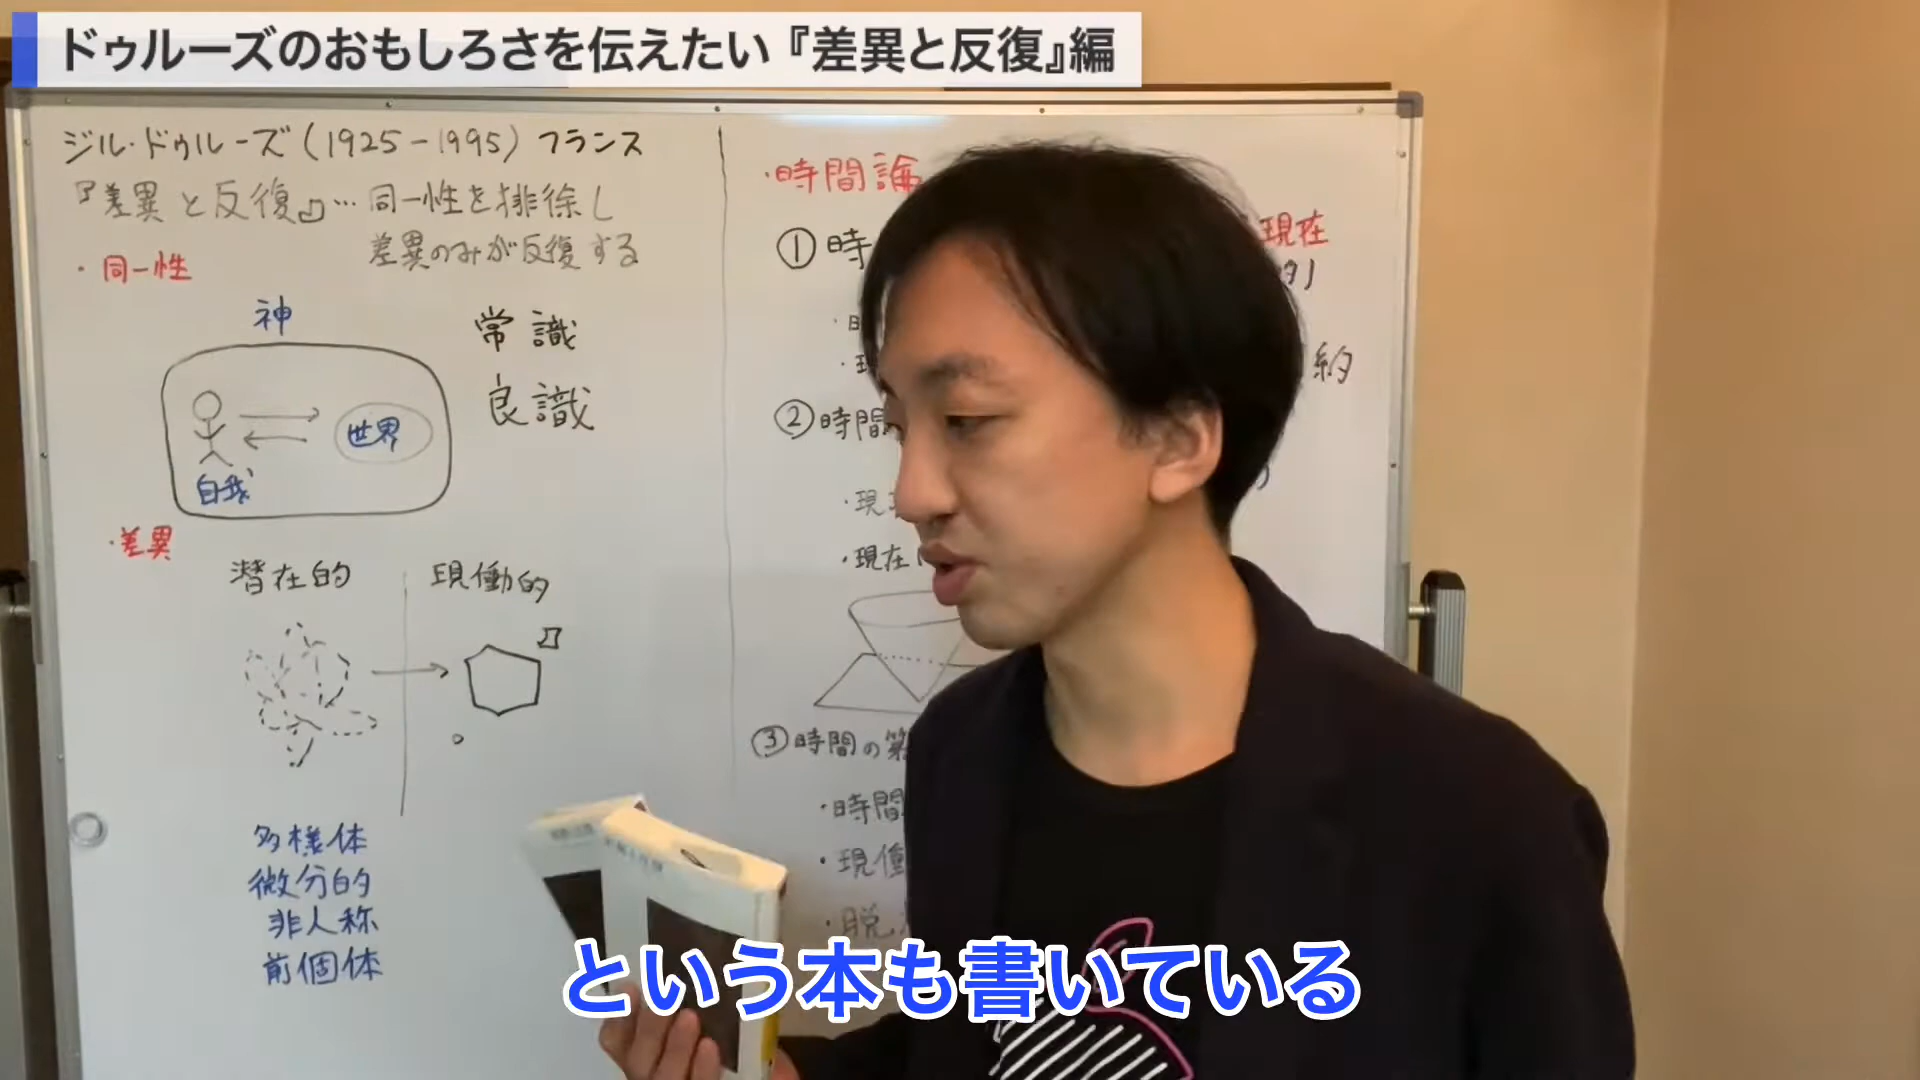 ドゥルーズのおもしろさを伝えたい『差異と反復』編
ジル・ドゥルーズ（1925－1995）フランス
『差異と反復』… 同一性を排除し
差異のみが反復する
・同一性
神
常識
良識
世界
自我
・差異
潜在的
現働的
多様体
微分的
非人称
前個体
・時間論
現在
①時
的）
約
②時間
・現
・現在
③時間の第
・時間
・現働
・脱
という本も書いている